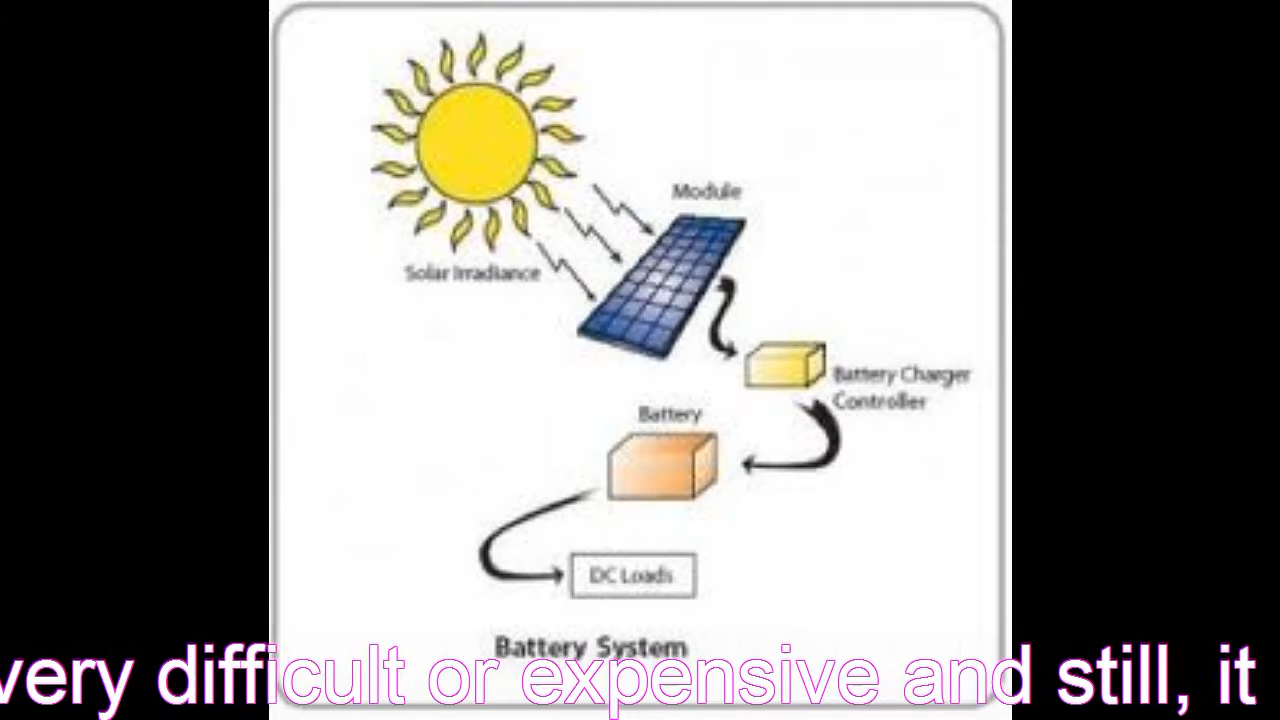 Module
Solar Irradiance
Battery Charger
Controller
Battery
DC Loads
Battery System
very difficult or expensive and still, it